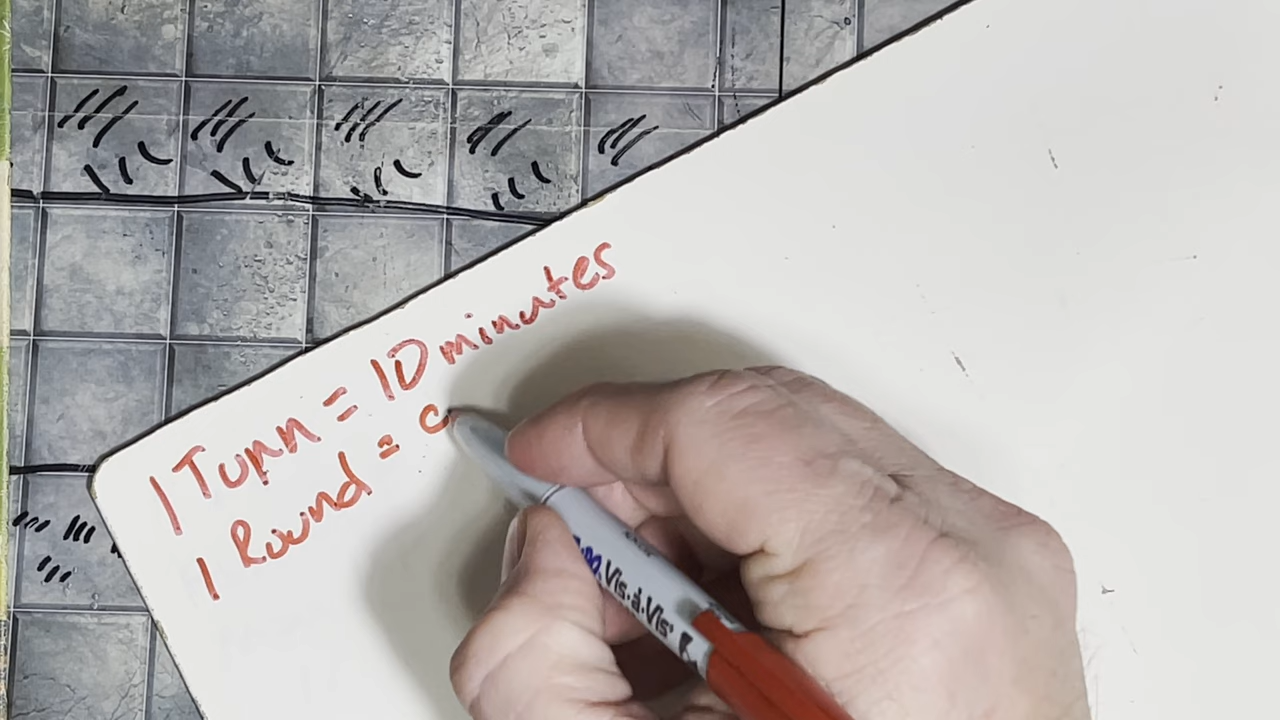 1 Turn = 10 minutes
1 Round = c
Vis·à·Vis